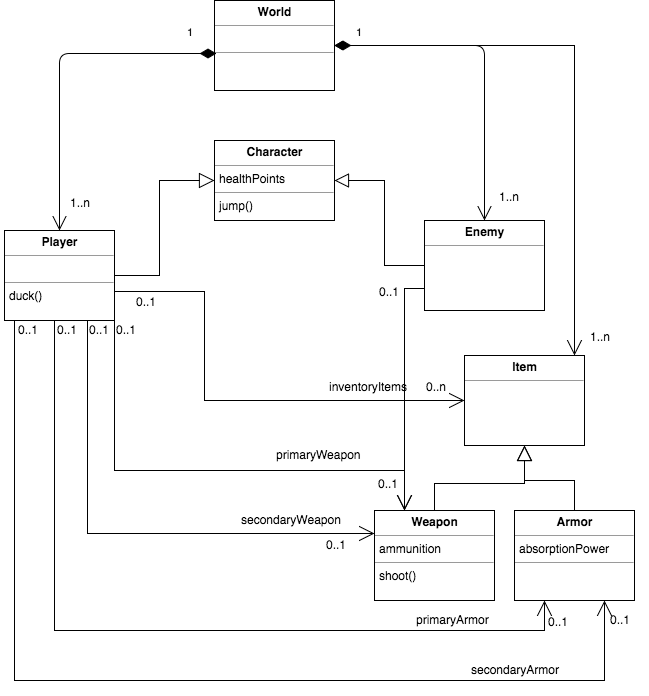 World
1
1
Character
healthPoints
jump()
1..n
1..n
Player
Enemy
duck()
0..1
0..1
0..1
0..1
0..1
0..1
1..n
Item
inventoryItems
0..n
primaryWeapon
0..1
Weapon
Armor
secondaryWeapon
0..1
ammunition
absorptionPower
shoot()
primaryArmor
0..1
0..1
secondaryArmor